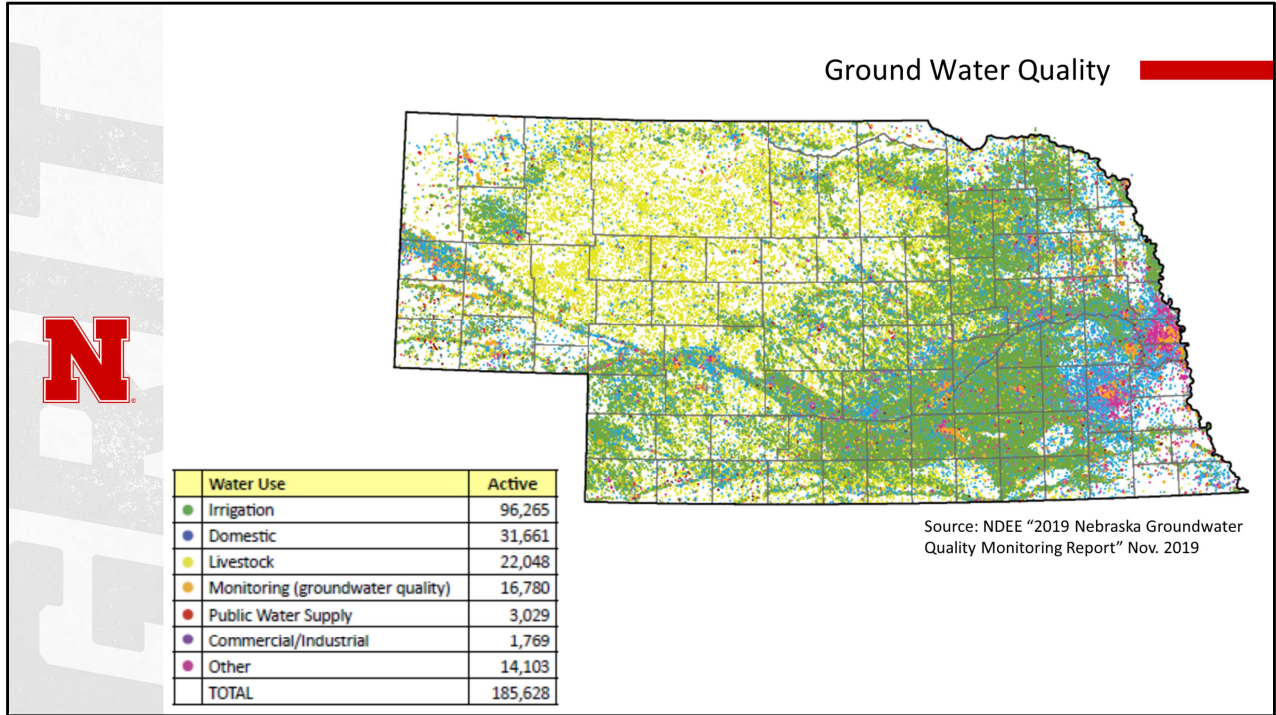 Ground Water Quality
N
Water Use Active
Irrigation 96,265
Domestic 31,661
Livestock 22,048
Monitoring (groundwater quality) 16,780
Public Water Supply 3,029
Commercial/Industrial 1,769
Other 14,103
TOTAL 185,628
Source: NDEE “2019 Nebraska Groundwater
Quality Monitoring Report” Nov. 2019